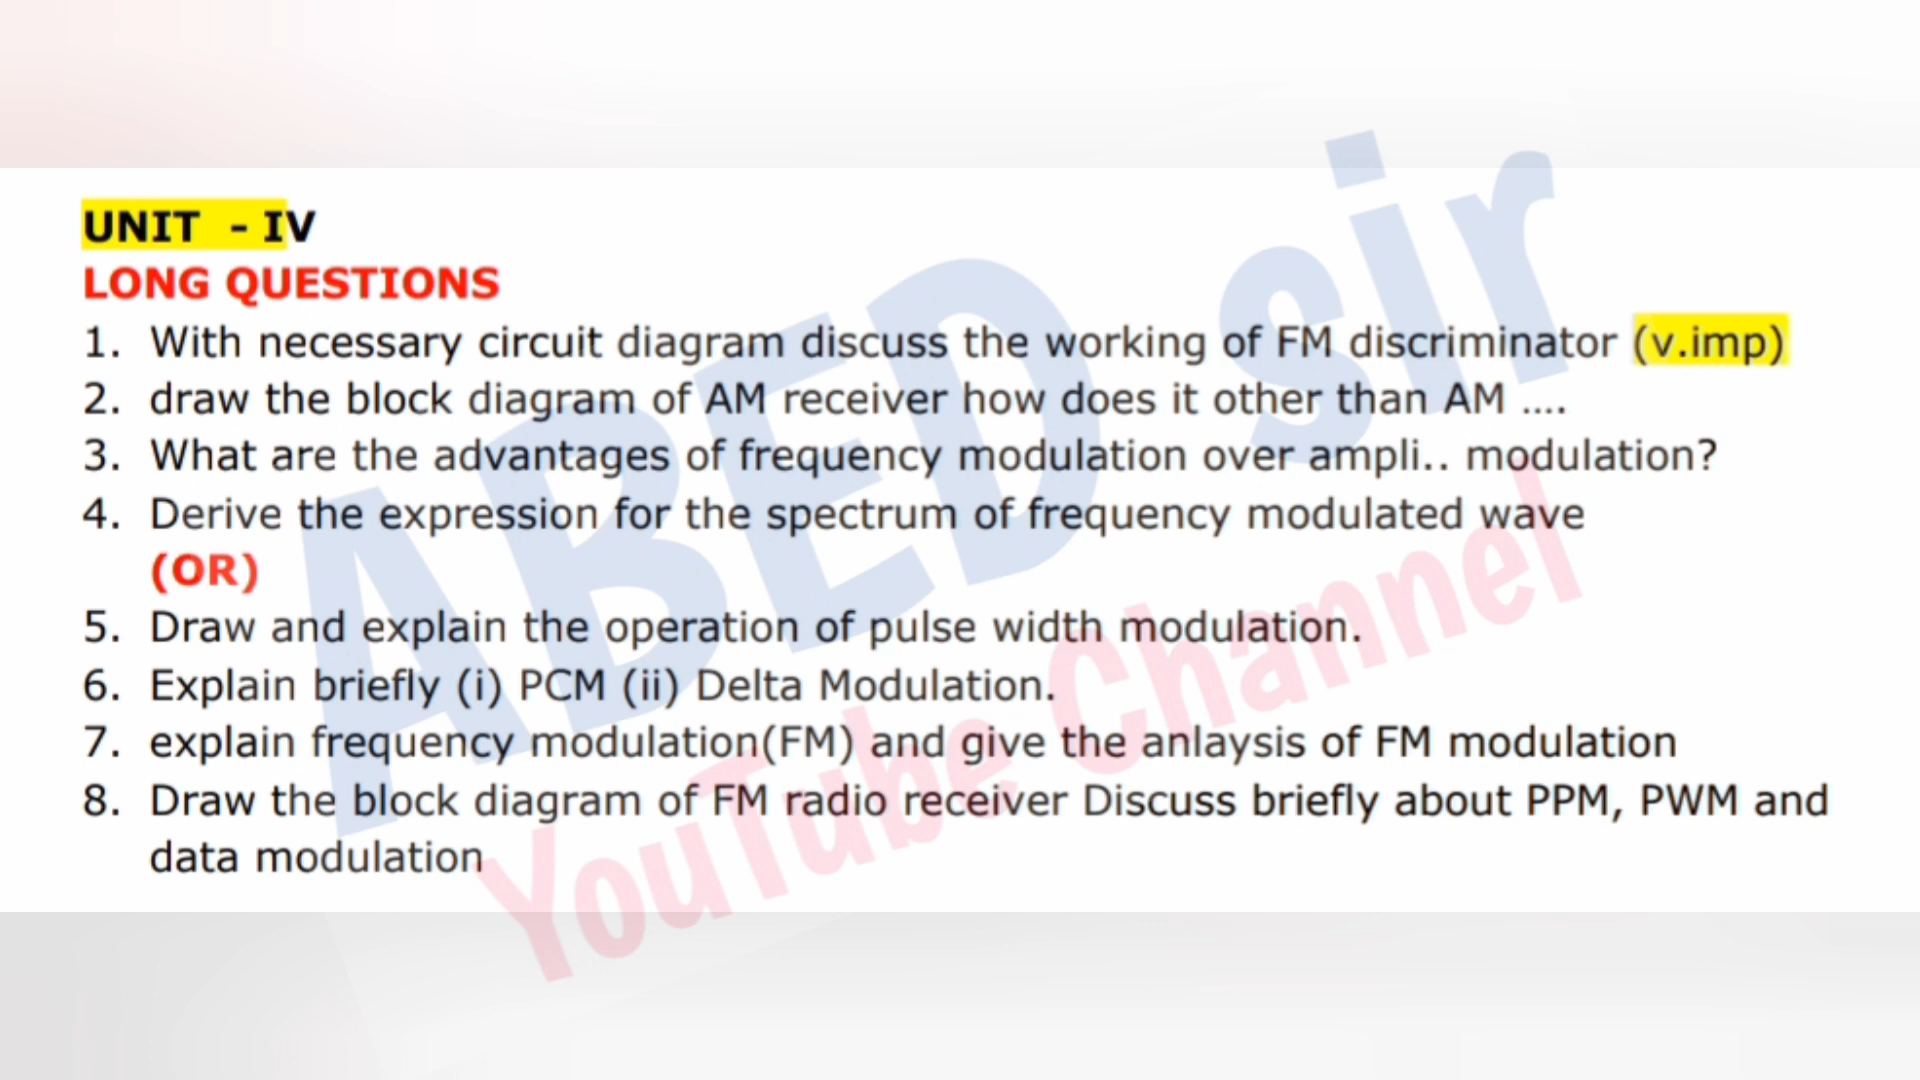 UNIT - IV
LONG QUESTIONS
1. With necessary circuit diagram discuss the working of FM discriminator (v.imp)
2. draw the block diagram of AM receiver how does it other than AM ....
3. What are the advantages of frequency modulation over ampli.. modulation?
4. Derive the expression for the spectrum of frequency modulated wave
(OR)
5. Draw and explain the operation of pulse width modulation.
6. Explain briefly (i) PCM (ii) Delta Modulation.
7. explain frequency modulation(FM) and give the anlaysis of FM modulation
8. Draw the block diagram of FM radio receiver Discuss briefly about PPM, PWM and
data modulation
ABED sir
YouTube Channel